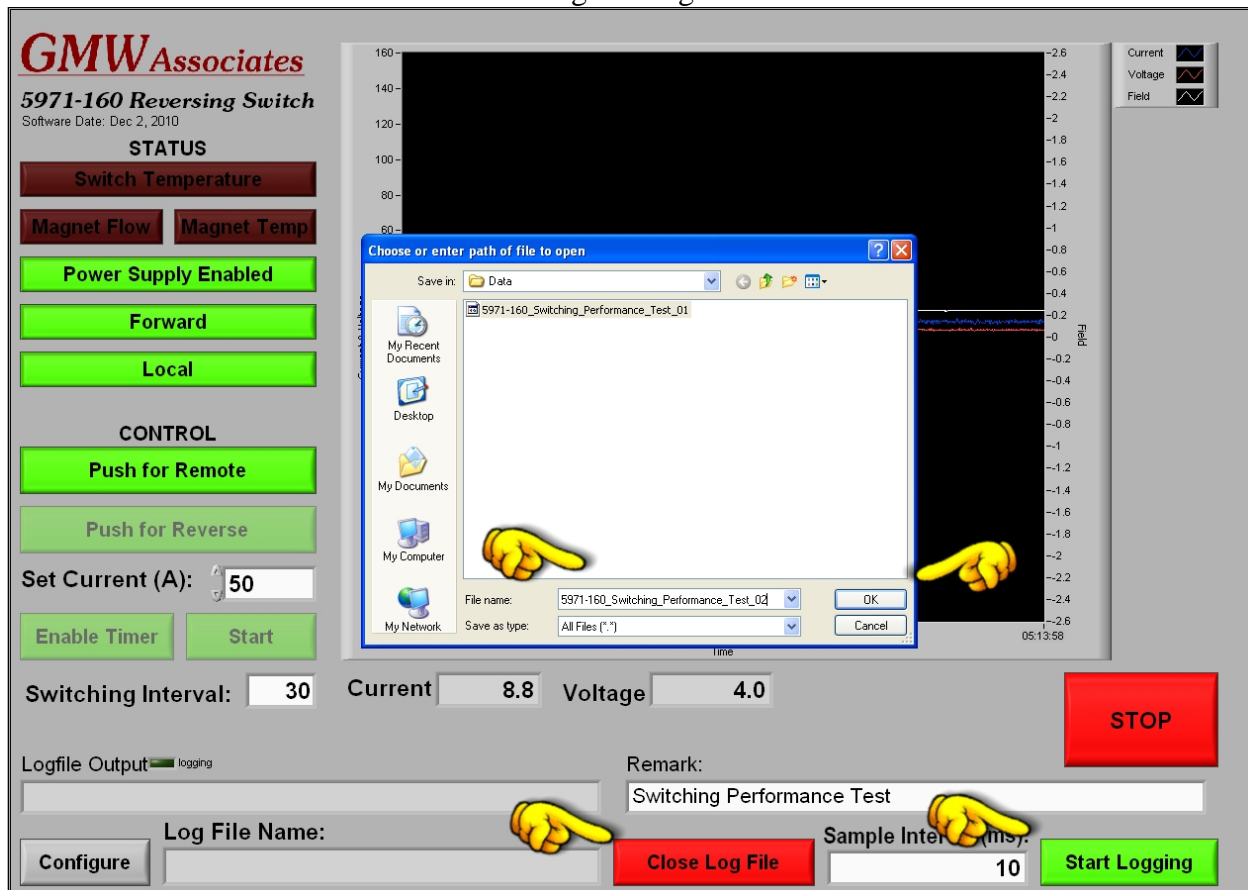 GMW Associates
5971-160 Reversing Switch
Software Date: Dec 2, 2010
STATUS
Switch Temperature
Magnet Flow
Magnet Temp
Power Supply Enabled
Forward
Local
CONTROL
Push for Remote
Push for Reverse
Set Current (A): 50
Enable Timer
Start
Switching Interval: 30
160
140
120
100
80
60
2.6
2.4
2.2
2
1.8
1.6
1.4
1.2
1
0.8
0.6
0.4
0.2
0
-0.2
-0.4
-0.6
-0.8
-1
-1.2
-1.4
-1.6
-1.8
-2
-2.2
-2.4
-2.6
Field
05:13:58
Time
Current
Voltage
Field
Choose or enter path of file to open
Save in: Data
5971-160_Switching_Performance_Test_01
My Recent Documents
Desktop
My Documents
My Computer
My Network
File name: 5971-160_Switching_Performance_Test_02
OK
Save as type: All Files (*.*)
Cancel
Current 8.8 Voltage 4.0
STOP
Logfile Output logging
Remark:
Switching Performance Test
Log File Name:
Configure
Close Log File
Sample (ms):
10
Start Logging